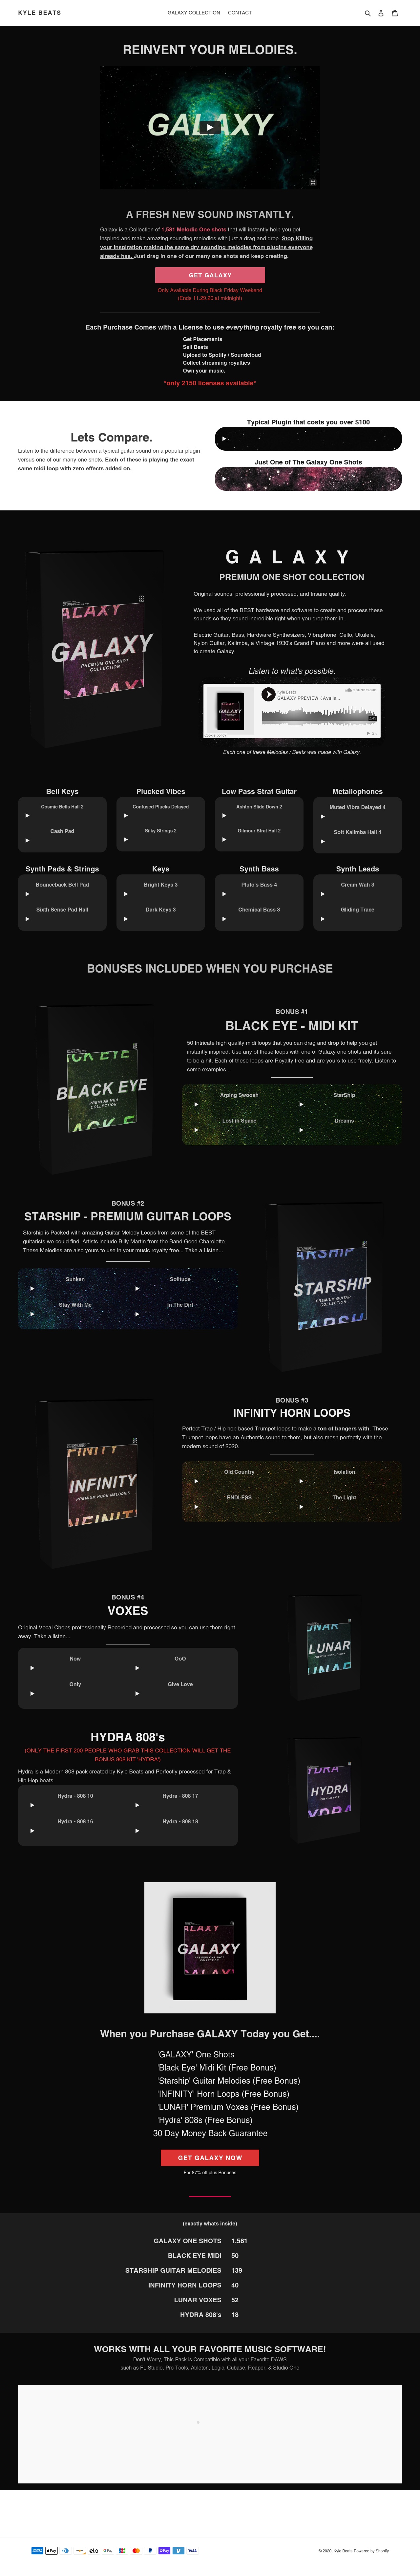 KYLE BEATS
GALAXY COLLECTION
CONTACT
REINVENT YOUR MELODIES.
GALAXY
A FRESH NEW SOUND INSTANTLY.
Galaxy is a Collection of 1,581 Melodic One shots that will instantly help you get
inspired and make amazing sounding melodies with just a drag and drop. Stop Killing
your inspiration making the same dry sounding melodies from plugins everyone
already has. Just drag in one of our many one shots and keep creating.
GET GALAXY
Only Available During Black Friday Weekend
(Ends 11.29.20 at midnight)
Each Purchase Comes with a License to use everything royalty free so you can:
Get Placements
Sell Beats
Upload to Spotify / Soundcloud
Collect streaming royalties
Own your music.
*only 2150 licenses available*
Lets Compare.
Listen to the difference between a typical guitar sound on a popular plugin
versus one of our many one shots. Each of these is playing the exact
same midi loop with zero effects added on.
Typical Plugin that costs you over $100
Just One of The Galaxy One Shots
GALAXY
PREMIUM ONE SHOT
COLLECTION
GALAXY
PREMIUM ONE SHOT COLLECTION
Original sounds, professionally processed, and Insane quality.
We used all of the BEST hardware and software to create and process these
sounds so they sound incredible right when you drop them in.
Electric Guitar, Bass, Hardware Synthesizers, Vibraphone, Cello, Ukulele,
Nylon Guitar, Kalimba, a Vintage 1930's Grand Piano and more were all used
to create Galaxy.
Listen to what's possible.
Kyle Beats
GALAXY PREVIEW (Availa...
SOUNDCLOUD
Cookie policy
Each one of these Melodies / Beats was made with Galaxy.
Bell Keys
Cosmic Bells Hall 2
Cash Pad
Plucked Vibes
Confused Plucks Delayed
Silky Strings 2
Low Pass Strat Guitar
Ashton Slide Down 2
Gilmour Strat Hall 2
Metallophones
Muted Vibra Delayed 4
Soft Kalimba Hall 4
Synth Pads & Strings
Bounceback Bell Pad
Sixth Sense Pad Hall
Keys
Bright Keys 3
Dark Keys 3
Synth Bass
Pluto's Bass 4
Chemical Bass 3
Synth Leads
Cream Wah 3
Gliding Trace
BONUSES INCLUDED WHEN YOU PURCHASE
BLACK EYE
PREMIUM MIDI
COLLECTION
BONUS #1
BLACK EYE - MIDI KIT
50 Intricate high quality midi loops that you can drag and drop to help you get
instantly inspired. Use any of these loops with one of Galaxy one shots and its sure
to be a hit. Each of these loops are Royalty free and are yours to use freely. Listen to
some examples...
Arping Swoosh
StarShip
Lost In Space
Dreams
BONUS #2
STARSHIP - PREMIUM GUITAR LOOPS
Starship is Packed with amazing Guitar Melody Loops from some of the BEST
guitarists we could find. Artists include Billy Martin from the Band Good Charolette.
These Melodies are also yours to use in your music royalty free... Take a Listen...
Sunken
Solitude
Stay With Me
In The Dirt
STARSHIP
PREMIUM GUITAR
COLLECTION
INFINITY
PREMIUM HORN MELODIES
BONUS #3
INFINITY HORN LOOPS
Perfect Trap / Hip hop based Trumpet loops to make a ton of bangers with. These
Trumpet loops have an Authentic sound to them, but also mesh perfectly with the
modern sound of 2020.
Old Country
Isolation
ENDLESS
The Light
BONUS #4
VOXES
Original Vocal Chops professionally Recorded and processed so you can use them right
away. Take a listen...
Now
OoO
Only
Give Love
LUNAR
PREMIUM VOCAL LOOPS
HYDRA 808's
(ONLY THE FIRST 200 PEOPLE WHO GRAB THIS COLLECTION WILL GET THE
BONUS 808 KIT 'HYDRA')
Hydra is a Modern 808 pack created by Kyle Beats and Perfectly processed for Trap &
Hip Hop beats.
Hydra - 808 10
Hydra - 808 17
Hydra - 808 16
Hydra - 808 18
HYDRA
GALAXY
PREMIUM ONE SHOT
COLLECTION
When you Purchase GALAXY Today you Get....
'GALAXY' One Shots
'Black Eye' Midi Kit (Free Bonus)
'Starship' Guitar Melodies (Free Bonus)
'INFINITY' Horn Loops (Free Bonus)
'LUNAR' Premium Voxes (Free Bonus)
'Hydra' 808s (Free Bonus)
30 Day Money Back Guarantee
GET GALAXY NOW
For 87% off plus Bonuses
(exactly whats inside)
GALAXY ONE SHOTS 1,581
BLACK EYE MIDI 50
STARSHIP GUITAR MELODIES 139
INFINITY HORN LOOPS 40
LUNAR VOXES 52
HYDRA 808's 18
WORKS WITH ALL YOUR FAVORITE MUSIC SOFTWARE!
Don't Worry, This Pack is Compatible with all your Favorite DAWS
such as FL Studio, Pro Tools, Ableton, Logic, Cubase, Reaper, & Studio One
© 2020, Kyle Beats Powered by Shopify